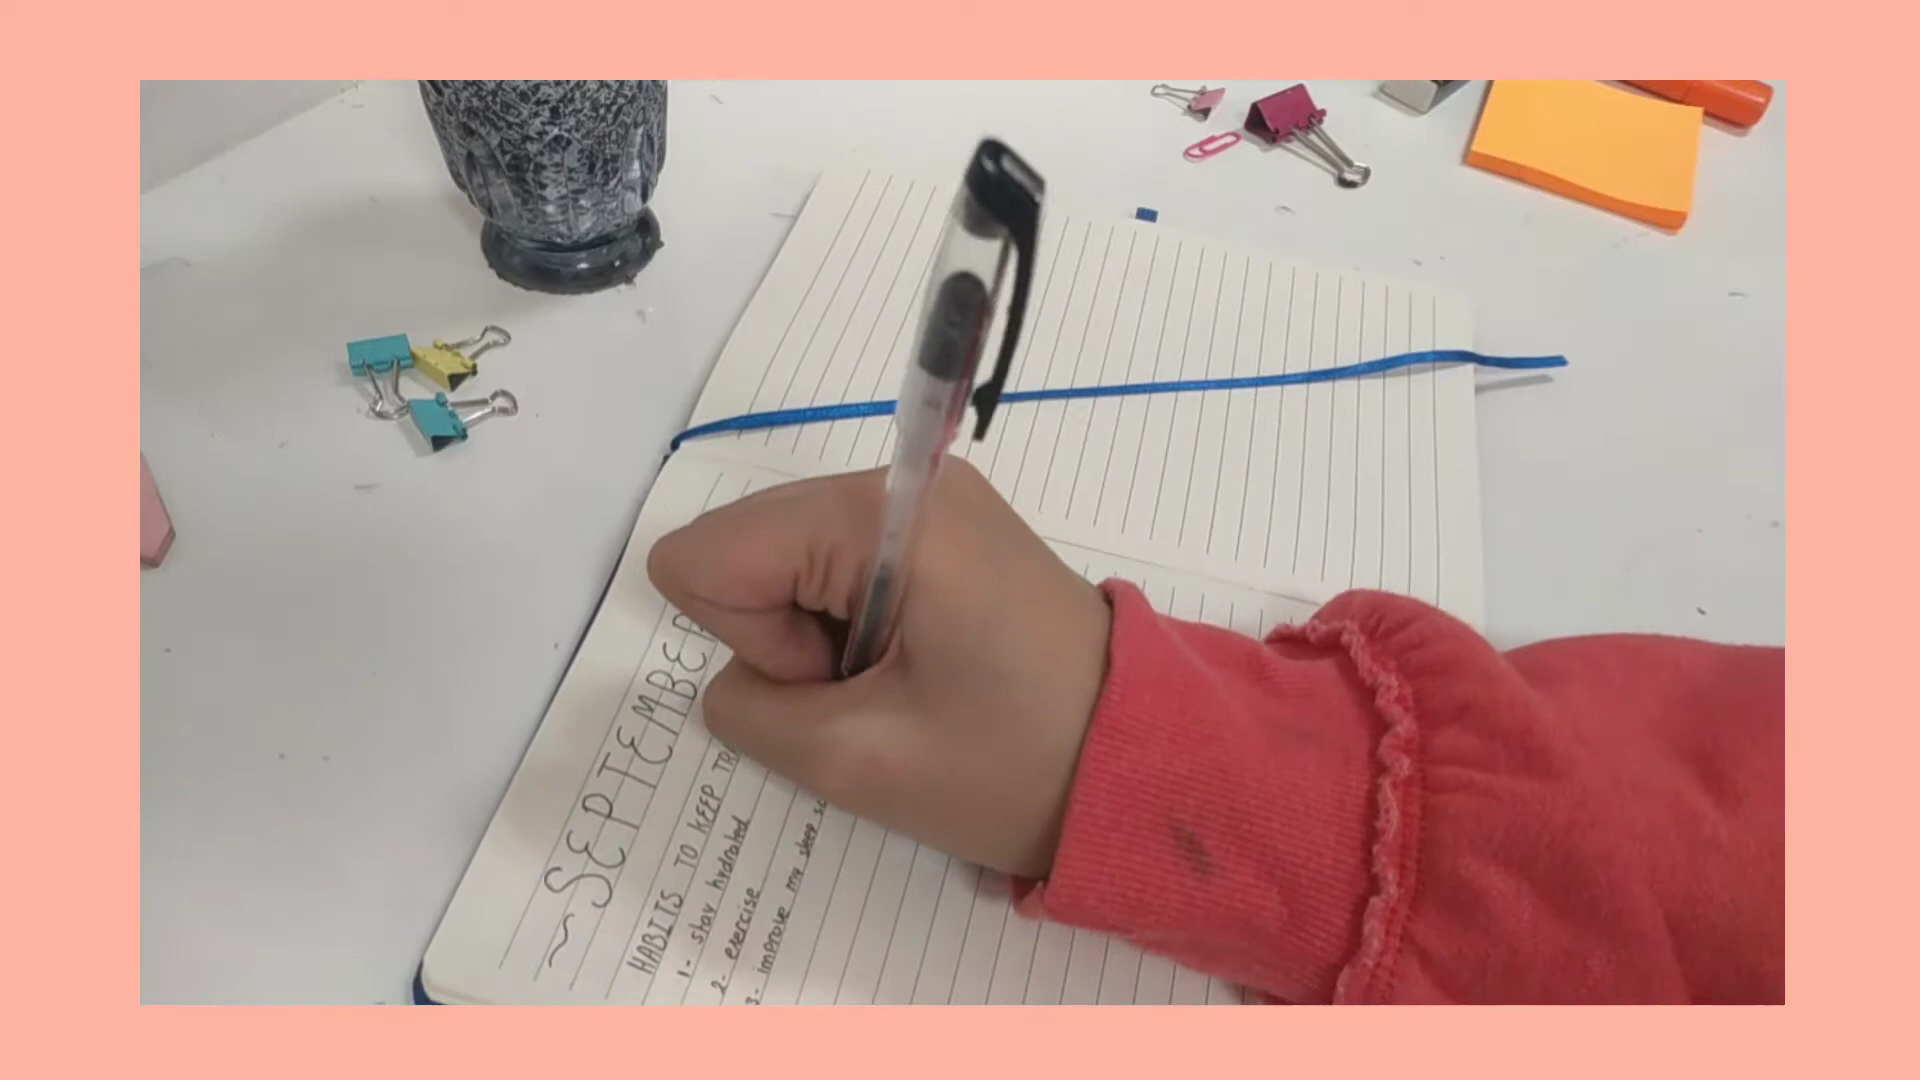 ~SEPTEMBER
HABITS TO KEEP
1- stay hydrated
2- exercise
3- improve my sleep